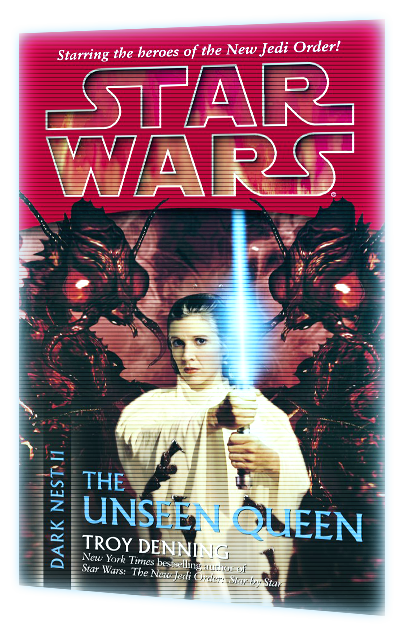 Starring the heroes of the New Jedi Order!
STAR
WARS®
DARK NEST II
THE
UNSEEN QUEEN
TROY DENNING
New York Times bestselling author of
Star Wars: The New Jedi Order: Star by Star